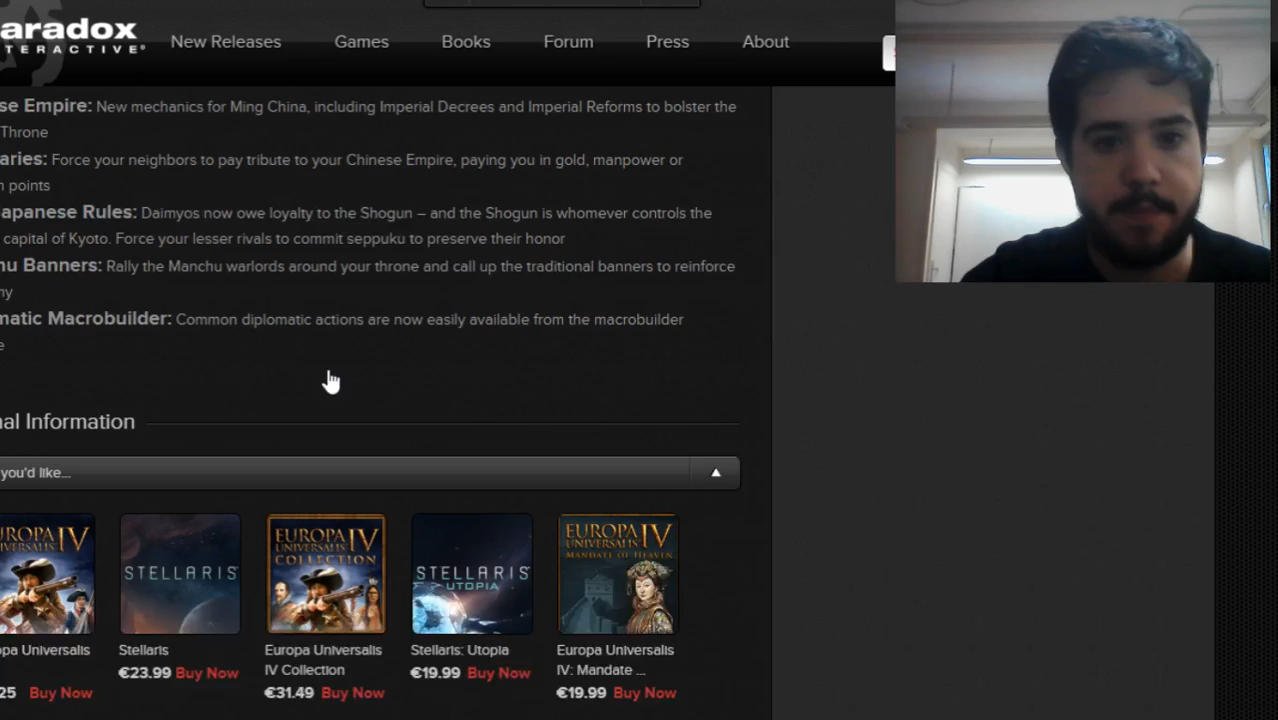 aradox
NTERACTIVE®
New Releases Games Books Forum Press About
se Empire: New mechanics for Ming China, including Imperial Decrees and Imperial Reforms to bolster the
Throne
aries: Force your neighbors to pay tribute to your Chinese Empire, paying you in gold, manpower or
n points
apanese Rules: Daimyos now owe loyalty to the Shogun – and the Shogun is whomever controls the
capital of Kyoto. Force your lesser rivals to commit seppuku to preserve their honor
hu Banners: Rally the Manchu warlords around your throne and call up the traditional banners to reinforce
ny
matic Macrobuilder: Common diplomatic actions are now easily available from the macrobuilder
e
nal Information
you'd like...
UROPA IV
UNIVERSALIS
STELLARIS
EUROPA IV
UNIVERSALIS
COLLECTION
STELLARIS
UTOPIA
EUROPA IV
UNIVERSALIS
MANDATE OF HEAVEN
opa Universalis
25 Buy Now
Stellaris
€23.99 Buy Now
Europa Universalis
IV Collection
€31.49 Buy Now
Stellaris: Utopia
€19.99 Buy Now
Europa Universalis
IV: Mandate ...
€19.99 Buy Now